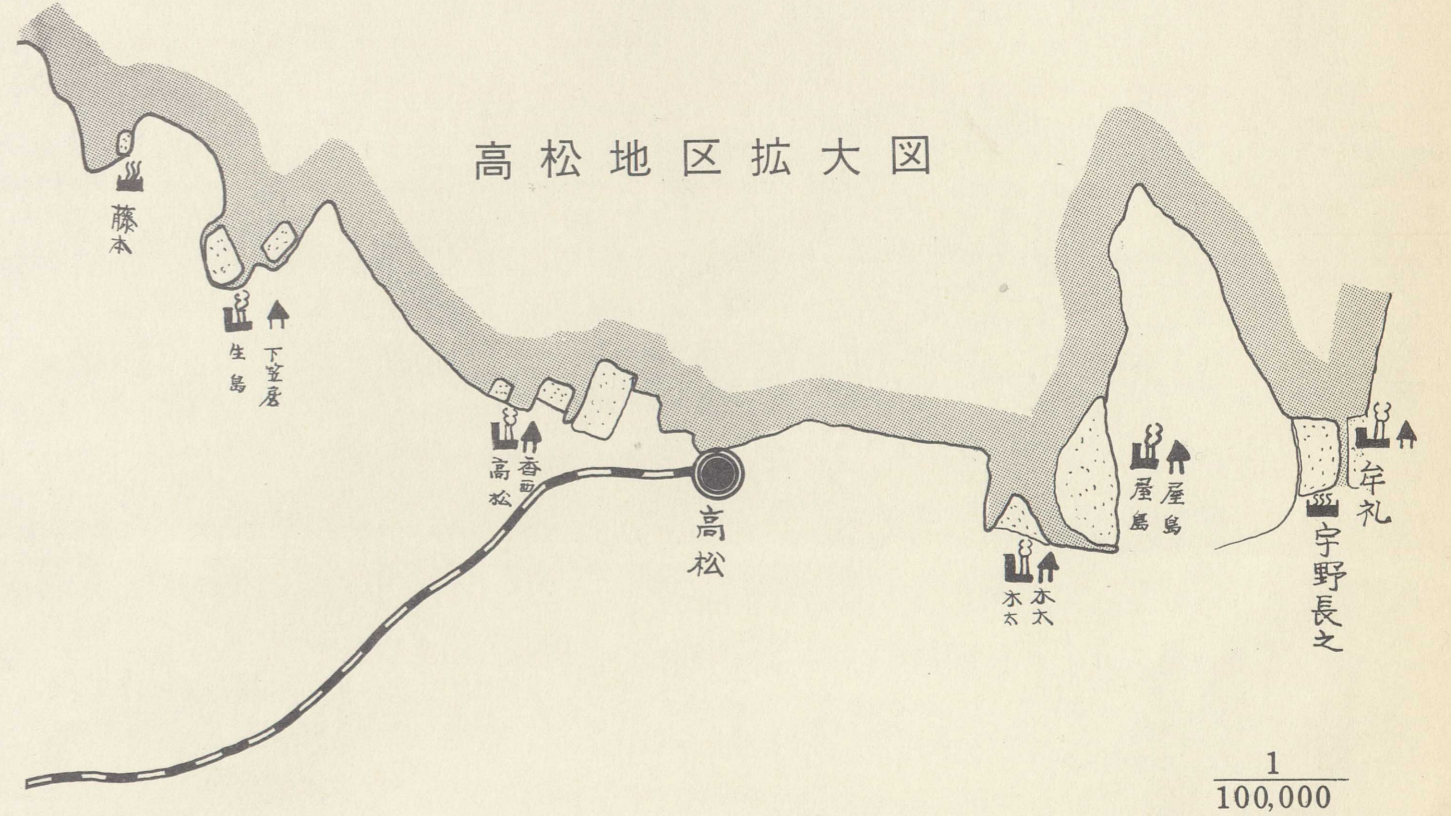 高松地区拡大図
藤本
生島
下笠居
高松
香西
高松
木太
木太
屋島
屋島
牟礼
宇野長之
1
100,000